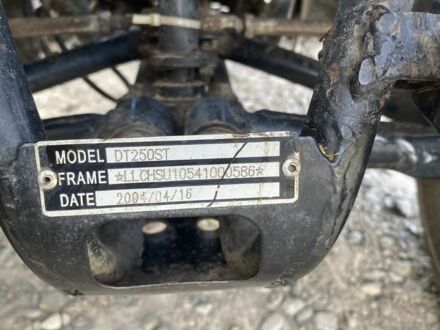 MODEL DT250ST
FRAME *LLCHSU10541000586*
DATE 2004/04/16